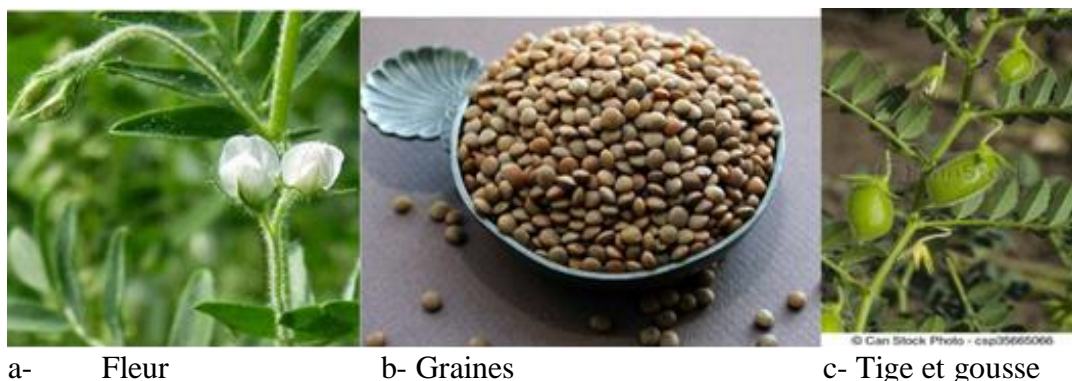 © Can Stock Photo - csp35665066
a- Fleur b- Graines c- Tige et gousse